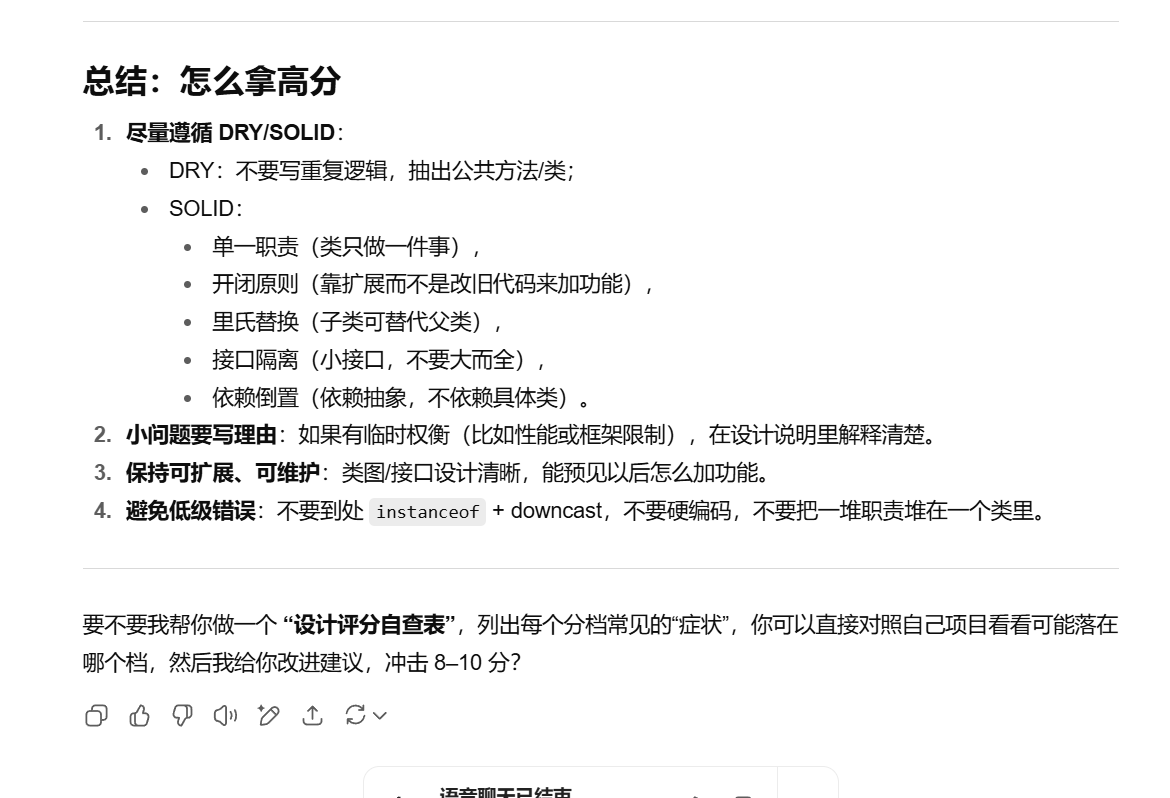 总结：怎么拿高分
1. 尽量遵循 DRY/SOLID：
• DRY：不要写重复逻辑，抽出公共方法/类；
• SOLID：
• 单一职责（类只做一件事），
• 开闭原则（靠扩展而不是改旧代码来加功能），
• 里氏替换（子类可替代父类），
• 接口隔离（小接口，不要大而全），
• 依赖倒置（依赖抽象，不依赖具体类）。
2. 小问题要写理由：如果有临时权衡（比如性能或框架限制），在设计说明里解释清楚。
3. 保持可扩展、可维护：类图/接口设计清晰，能预见以后怎么加功能。
4. 避免低级错误：不要到处 instanceof + downcast，不要硬编码，不要把一堆职责堆在一个类里。
要不要我帮你做一个 “设计评分自查表”，列出每个分档常见的“症状”，你可以直接对照自己项目看看可能落在
哪个档，然后我给你改进建议，冲击 8–10 分？
语音聊天已结束